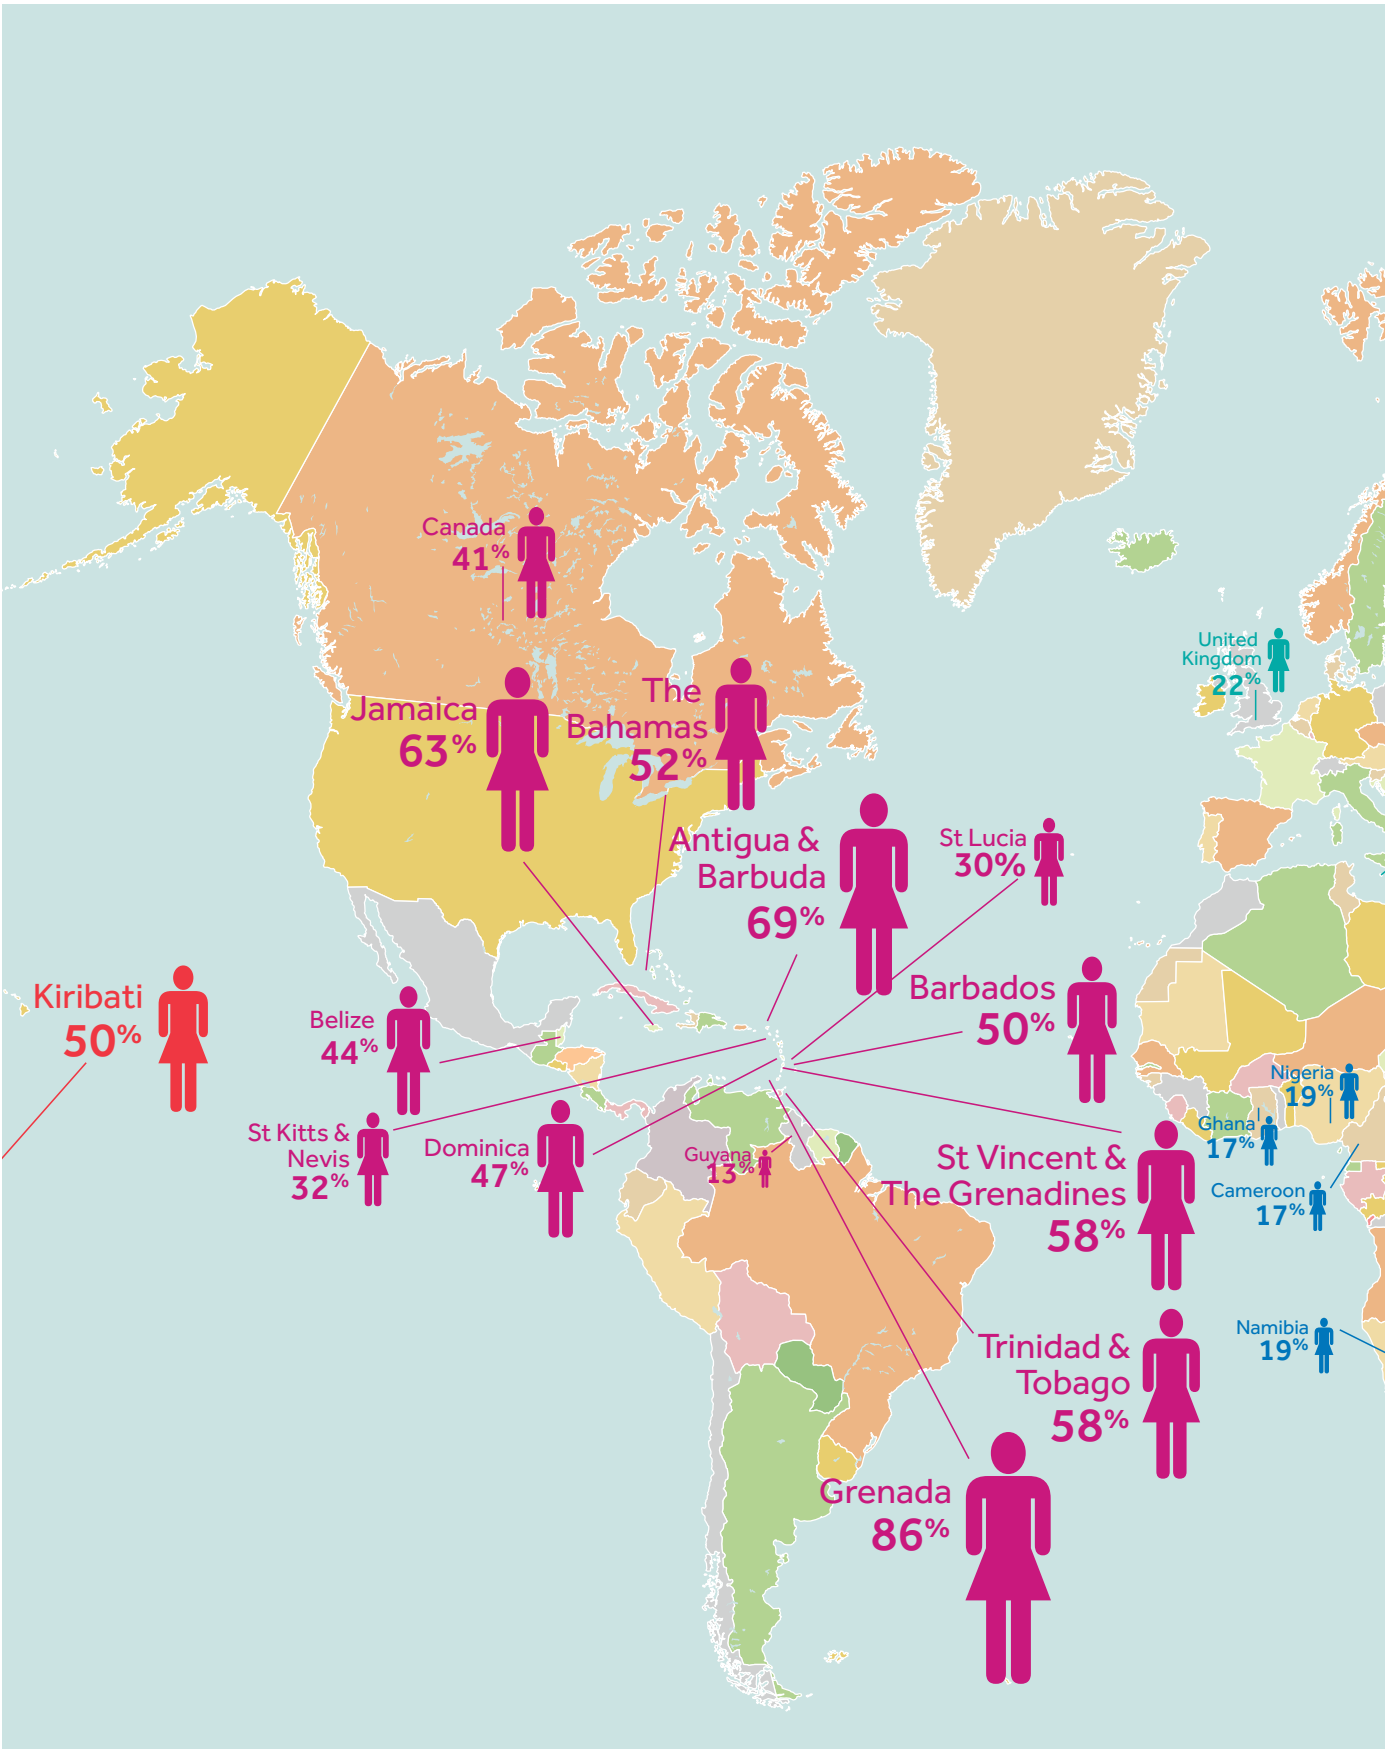 Canada
41%
United
Kingdom
22%
Jamaica
63%
The
Bahamas
52%
Antigua &
Barbuda
69%
St Lucia
30%
Kiribati
50%
Belize
44%
Barbados
50%
Nigeria
19%
Ghana
17%
St Kitts &
Nevis
32%
Dominica
47%
Guyana
13%
St Vincent &
The Grenadines
58%
Cameroon
17%
Namibia
19%
Trinidad &
Tobago
58%
Grenada
86%